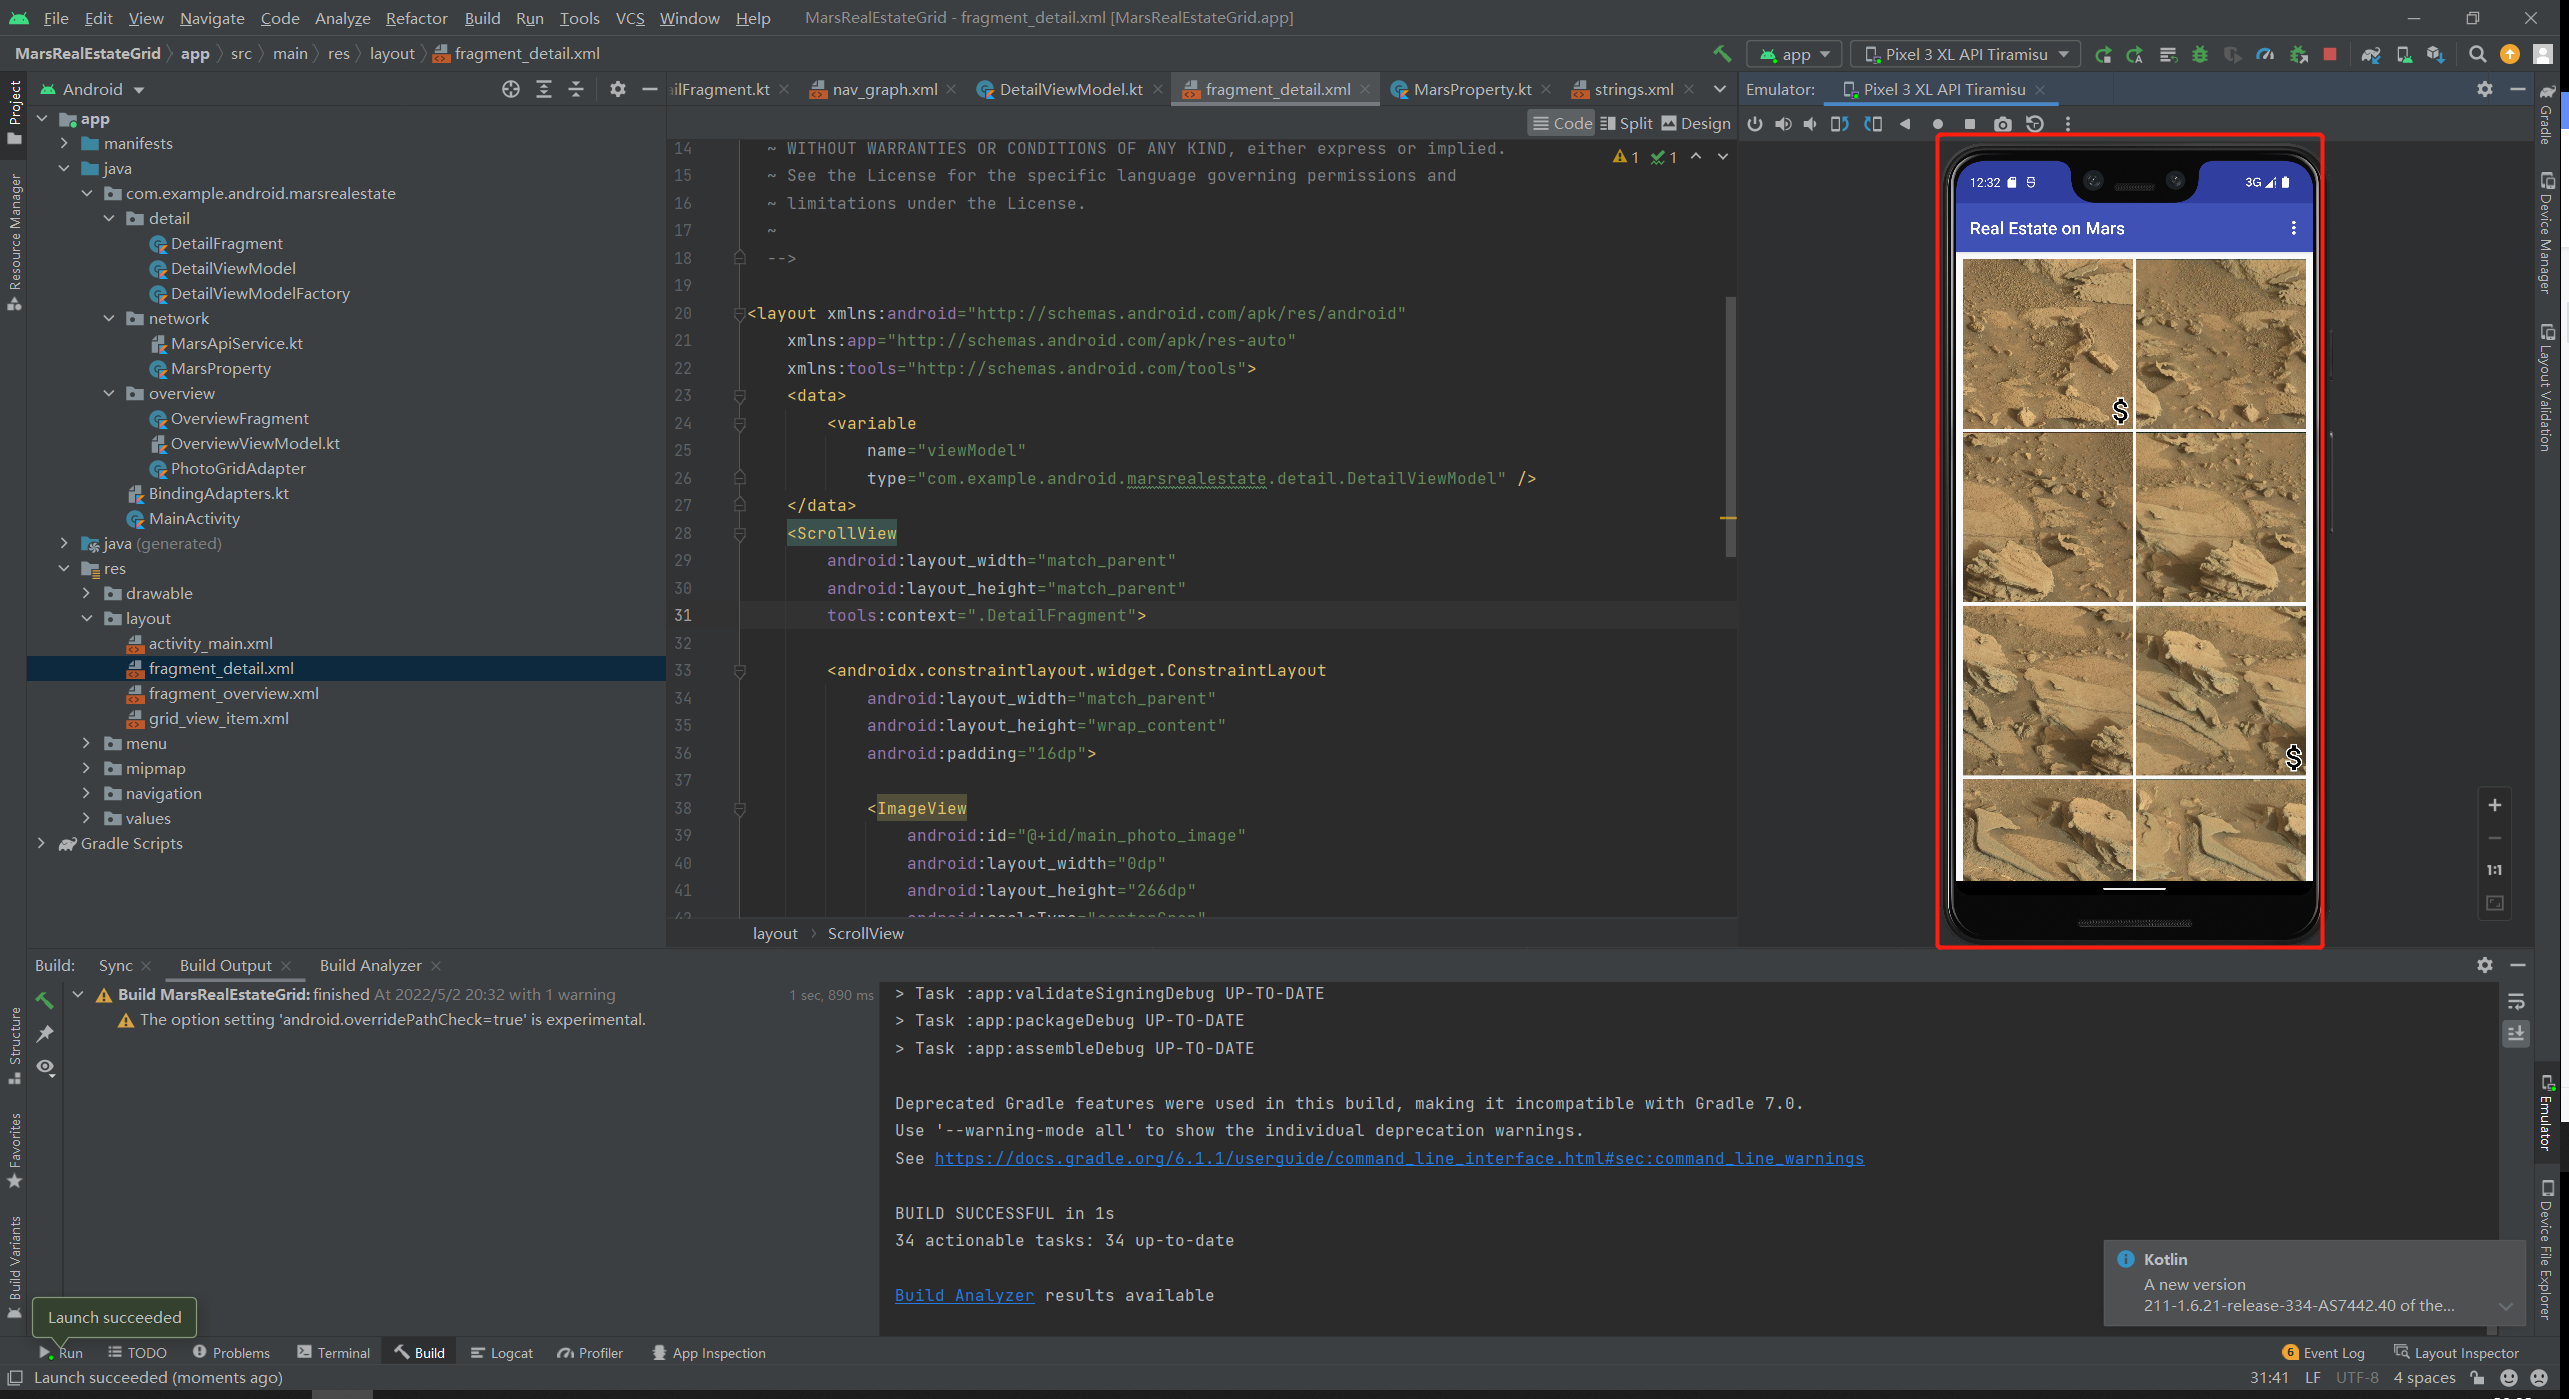 File Edit View Navigate Code Analyze Refactor Build Run Tools VCS Window Help MarsRealEstateGrid - fragment_detail.xml [MarsRealEstateGrid.app]
MarsRealEstateGrid app src main res layout fragment_detail.xml
app Pixel 3 XL API Tiramisu
Project
Resource Manager
Structure
Favorites
Build Variants
Android
app
manifests
java
com.example.android.marsrealestate
detail
DetailFragment
DetailViewModel
DetailViewModelFactory
network
MarsApiService.kt
MarsProperty
overview
OverviewFragment
OverviewViewModel.kt
PhotoGridAdapter
BindingAdapters.kt
MainActivity
java (generated)
res
drawable
layout
activity_main.xml
fragment_detail.xml
fragment_overview.xml
grid_view_item.xml
menu
mipmap
navigation
values
Gradle Scripts
ailFragment.kt nav_graph.xml DetailViewModel.kt fragment_detail.xml MarsProperty.kt strings.xml
Code Split Design
1 1
14 ~ WITHOUT WARRANTIES OR CONDITIONS OF ANY KIND, either express or implied.
15 ~ See the License for the specific language governing permissions and
16 ~ limitations under the License.
17 ~
18 -->
19
20 <layout xmlns:android="http://schemas.android.com/apk/res/android"
21 xmlns:app="http://schemas.android.com/apk/res-auto"
22 xmlns:tools="http://schemas.android.com/tools">
23 <data>
24 <variable
25 name="viewModel"
26 type="com.example.android.marsrealestate.detail.DetailViewModel" />
27 </data>
28 <ScrollView
29 android:layout_width="match_parent"
30 android:layout_height="match_parent"
31 tools:context=".DetailFragment">
32
33 <androidx.constraintlayout.widget.ConstraintLayout
34 android:layout_width="match_parent"
35 android:layout_height="wrap_content"
36 android:padding="16dp">
37
38 <ImageView
39 android:id="@+id/main_photo_image"
40 android:layout_width="0dp"
41 android:layout_height="266dp"
42 android:scaleType="centerCrop"
layout ScrollView
Emulator: Pixel 3 XL API Tiramisu
12:32 3G
Real Estate on Mars
$
$
1:1
Gradle
Device Manager
Layout Validation
Emulator
Device File Explorer
Build: Sync Build Output Build Analyzer
Build MarsRealEstateGrid: finished At 2022/5/2 20:32 with 1 warning 1 sec, 890 ms
The option setting 'android.overridePathCheck=true' is experimental.
> Task :app:validateSigningDebug UP-TO-DATE
> Task :app:packageDebug UP-TO-DATE
> Task :app:assembleDebug UP-TO-DATE
Deprecated Gradle features were used in this build, making it incompatible with Gradle 7.0.
Use '--warning-mode all' to show the individual deprecation warnings.
See https://docs.gradle.org/6.1.1/userguide/command_line_interface.html#sec:command_line_warnings
BUILD SUCCESSFUL in 1s
34 actionable tasks: 34 up-to-date
Build Analyzer results available
Kotlin
A new version
211-1.6.21-release-334-AS7442.40 of the...
Launch succeeded
Run TODO Problems Terminal Build Logcat Profiler App Inspection 6 Event Log Layout Inspector
Launch succeeded (moments ago) 31:41 LF UTF-8 4 spaces